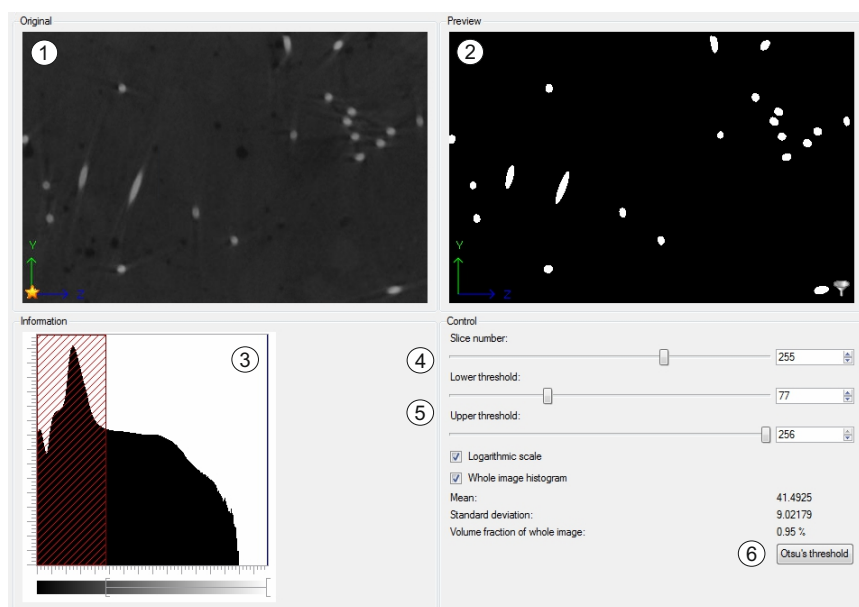 Original
1
Y
Z
Preview
2
Y
Z
Information
3
Control
Slice number:
4
255
Lower threshold:
77
5
Upper threshold:
256
Logarithmic scale
Whole image histogram
Mean: 41.4925
Standard deviation: 9.02179
Volume fraction of whole image: 0.95 %
6
Otsu's threshold